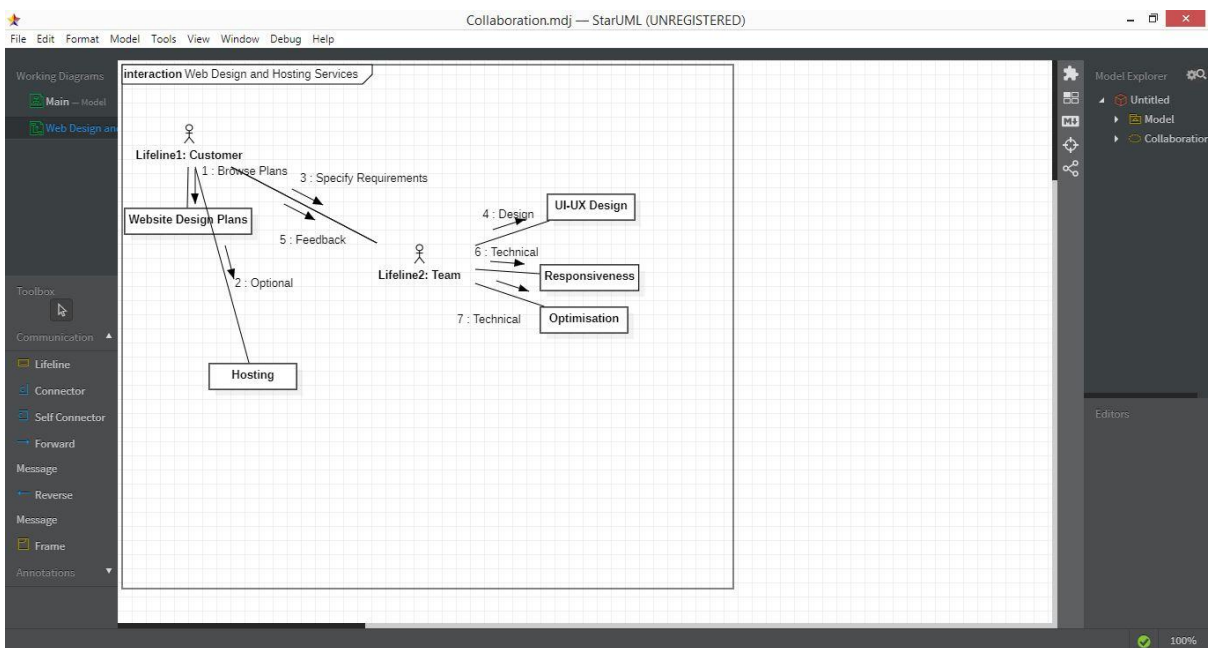 Collaboration.mdj — StarUML (UNREGISTERED)
File Edit Format Model Tools View Window Debug Help
Working Diagrams
Main — Model
Web Design an
interaction Web Design and Hosting Services
Lifeline1: Customer
1 : Browse Plans
3 : Specify Requirements
Website Design Plans
5 : Feedback
2 : Optional
Hosting
Lifeline2: Team
4 : Design
UI-UX Design
6 : Technical
Responsiveness
7 : Technical
Optimisation
Toolbox
Communication
Lifeline
Connector
Self Connector
Forward
Message
Reverse
Message
Frame
Annotations
M+
Model Explorer
Untitled
Model
Collaboration
Editors
100%